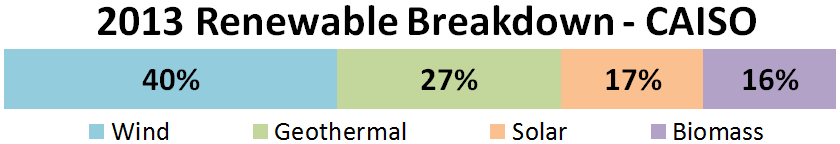 2013 Renewable Breakdown - CAISO
40% 27% 17% 16%
Wind Geothermal Solar Biomass